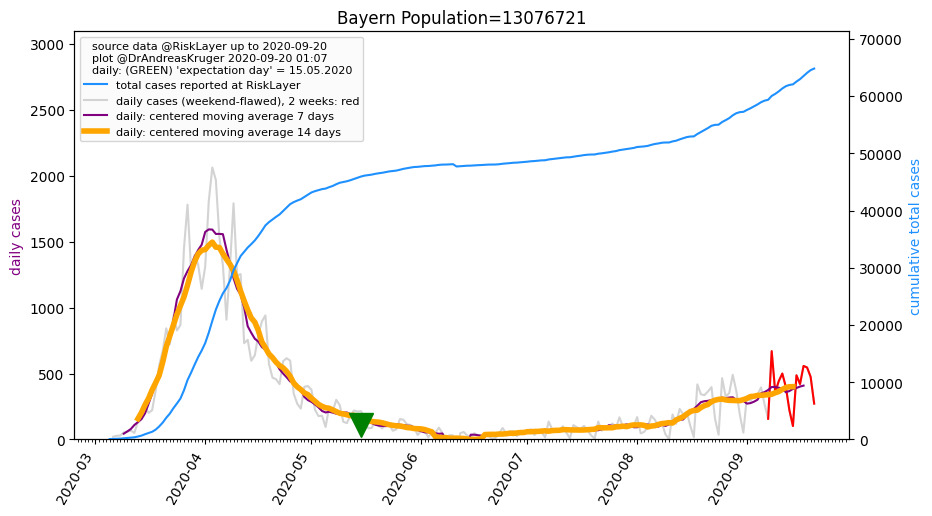 Bayern Population=13076721
source data @RiskLayer up to 2020-09-20
plot @DrAndreasKruger 2020-09-20 01:07
daily: (GREEN) 'expectation day' = 15.05.2020
total cases reported at RiskLayer
daily cases (weekend-flawed), 2 weeks: red
daily: centered moving average 7 days
daily: centered moving average 14 days
daily cases
3000
2500
2000
1500
1000
500
0
cumulative total cases
70000
60000
50000
40000
30000
20000
10000
0
2020-03
2020-04
2020-05
2020-06
2020-07
2020-08
2020-09